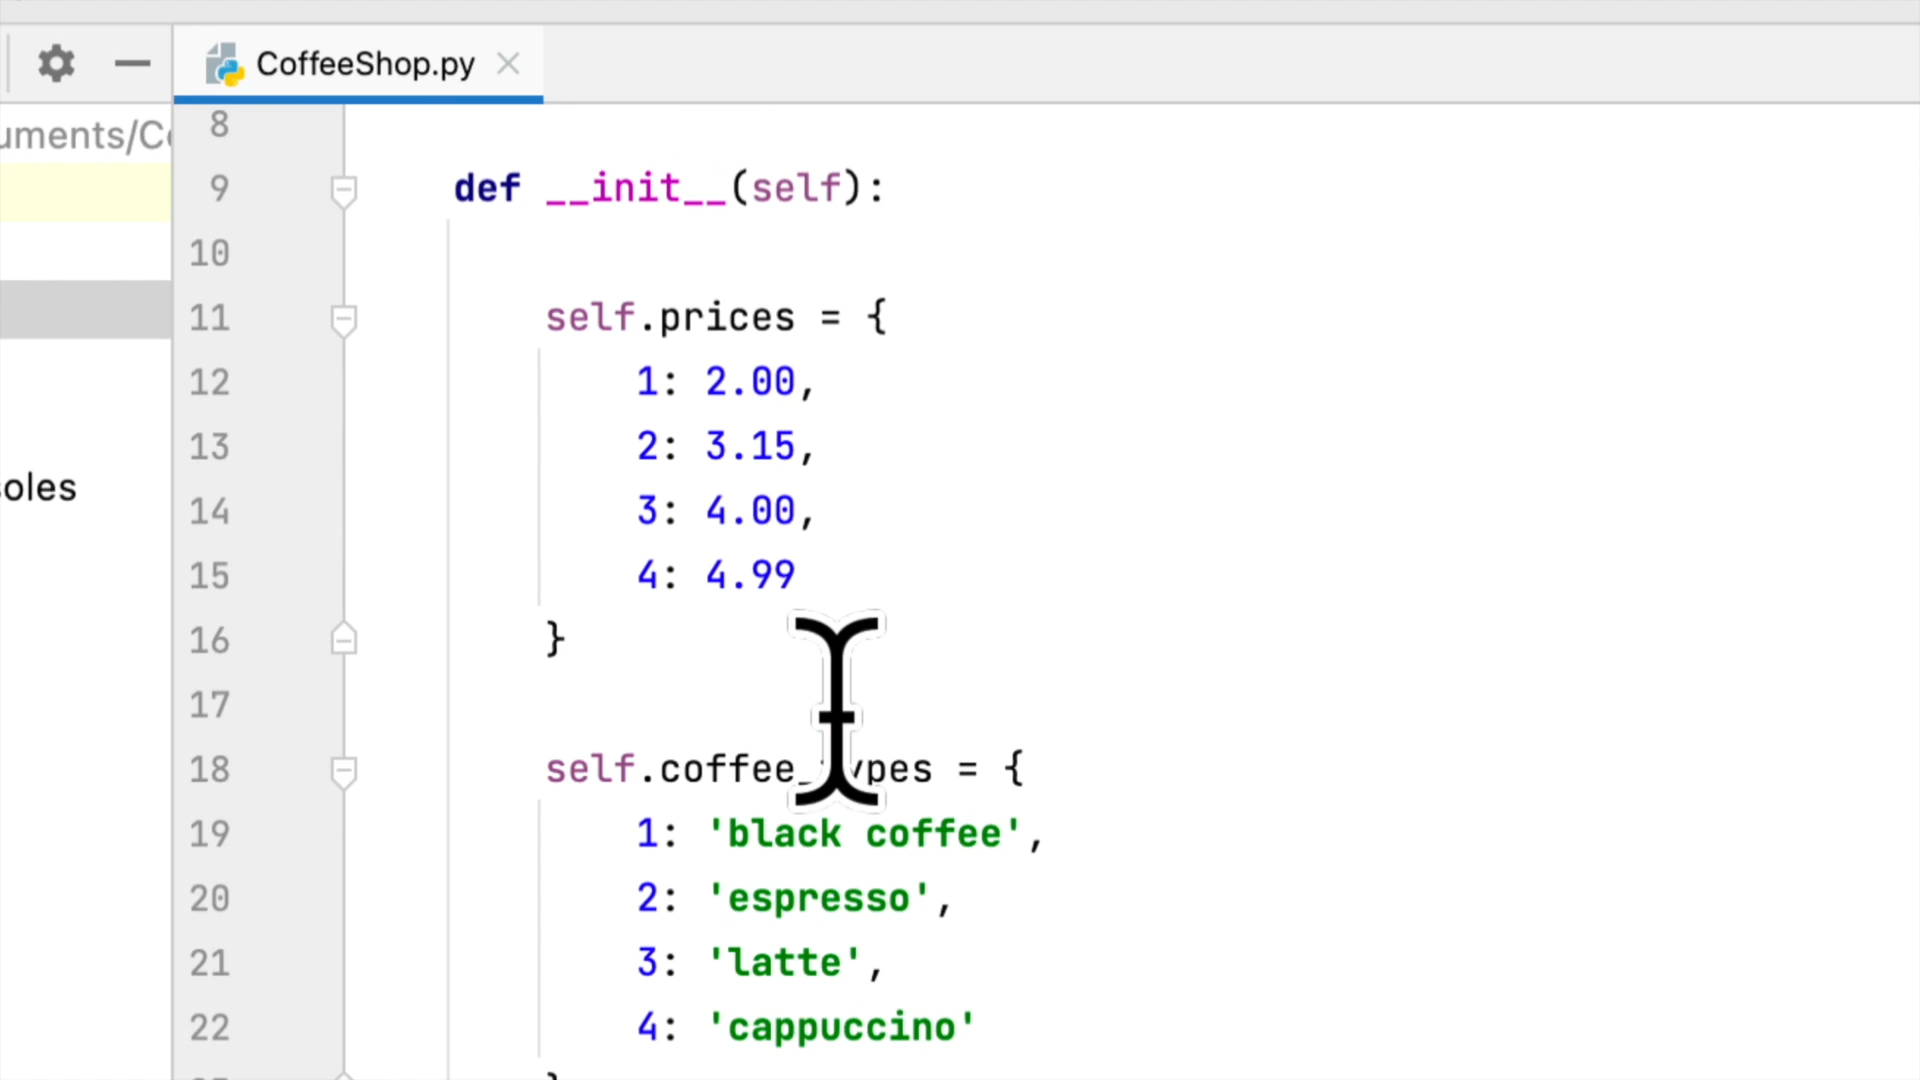 CoffeeShop.py
8
9 def __init__(self):
10
11 self.prices = {
12 1: 2.00,
13 2: 3.15,
14 3: 4.00,
15 4: 4.99
16 }
17
18 self.coffee_types = {
19 1: 'black coffee',
20 2: 'espresso',
21 3: 'latte',
22 4: 'cappuccino'
uments/C
oles